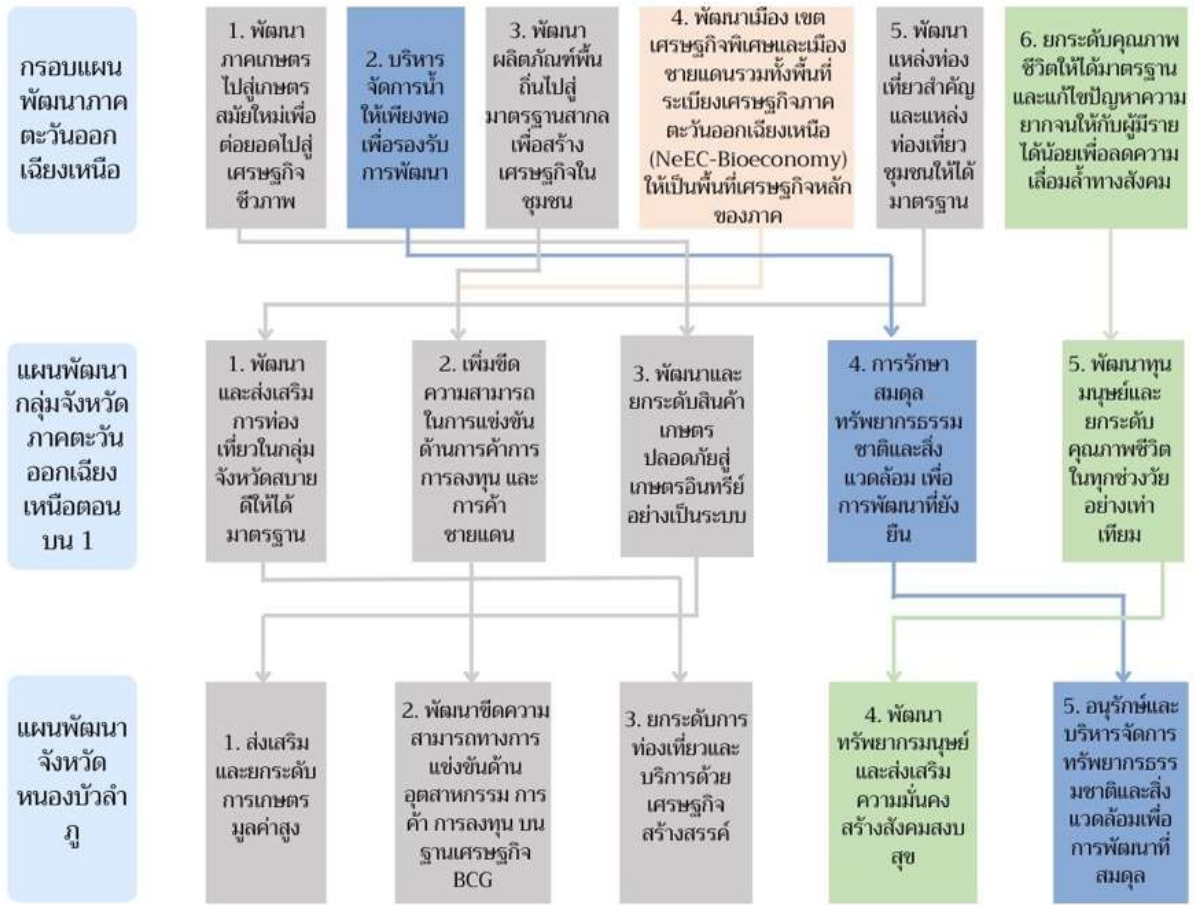 กรอบแผน
พัฒนาภาค
ตะวันออก
เฉียงเหนือ
1. พัฒนา
ภาคเกษตร
ไปสู่เกษตร
สมัยใหม่เพื่อ
ต่อยอดไปสู่
เศรษฐกิจ
ชีวภาพ
2. บริหาร
จัดการน้ำ
ให้เพียงพอ
เพื่อรองรับ
การพัฒนา
3. พัฒนา
ผลิตภัณฑ์พื้น
ถิ่นไปสู่
มาตรฐานสากล
เพื่อสร้าง
เศรษฐกิจใน
ชุมชน
4. พัฒนาเมือง เขต
เศรษฐกิจพิเศษและเมือง
ชายแดนรวมทั้งพื้นที่
ระเบียงเศรษฐกิจภาค
ตะวันออกเฉียงเหนือ
(NeEC-Bioeconomy)
ให้เป็นพื้นที่เศรษฐกิจหลัก
ของภาค
5. พัฒนา
แหล่งท่อง
เที่ยวสำคัญ
และแหล่ง
ท่องเที่ยว
ชุมชนให้ได้
มาตรฐาน
6. ยกระดับคุณภาพ
ชีวิตให้ได้มาตรฐาน
และแก้ไขปัญหาความ
ยากจนให้กับผู้มีราย
ได้น้อยเพื่อลดความ
เลื่อมล้ำทางสังคม
แผนพัฒนา
กลุ่มจังหวัด
ภาคตะวัน
ออกเฉียง
เหนือตอน
บน 1
1. พัฒนา
และส่งเสริม
การท่อง
เที่ยวในกลุ่ม
จังหวัดสบาย
ดีให้ได้
มาตรฐาน
2. เพิ่มขีด
ความสามารถ
ในการแข่งขัน
ด้านการค้าการ
การลงทุน และ
การค้า
ชายแดน
3. พัฒนาและ
ยกระดับสินค้า
เกษตร
ปลอดภัยสู่
เกษตรอินทรีย์
อย่างเป็นระบบ
4. การรักษา
สมดุล
ทรัพยากรธรรม
ชาติและสิ่ง
แวดล้อม เพื่อ
การพัฒนาที่ยั่ง
ยืน
5. พัฒนาทุน
มนุษย์และ
ยกระดับ
คุณภาพชีวิต
ในทุกช่วงวัย
อย่างเท่า
เทียม
แผนพัฒนา
จังหวัด
หนองบัวลำ
ภู
1. ส่งเสริม
และยกระดับ
การเกษตร
มูลค่าสูง
2. พัฒนาขีดความ
สามารถทางการ
แข่งขันด้าน
อุตสาหกรรม การ
ค้า การลงทุน บน
ฐานเศรษฐกิจ
BCG
3. ยกระดับการ
ท่องเที่ยวและ
บริการด้วย
เศรษฐกิจ
สร้างสรรค์
4. พัฒนา
ทรัพยากรมนุษย์
และส่งเสริม
ความมั่นคง
สร้างสังคมสงบ
สุข
5. อนุรักษ์และ
บริหารจัดการ
ทรัพยากรธรร
มชาติและสิ่ง
แวดล้อมเพื่อ
การพัฒนาที่
สมดุล